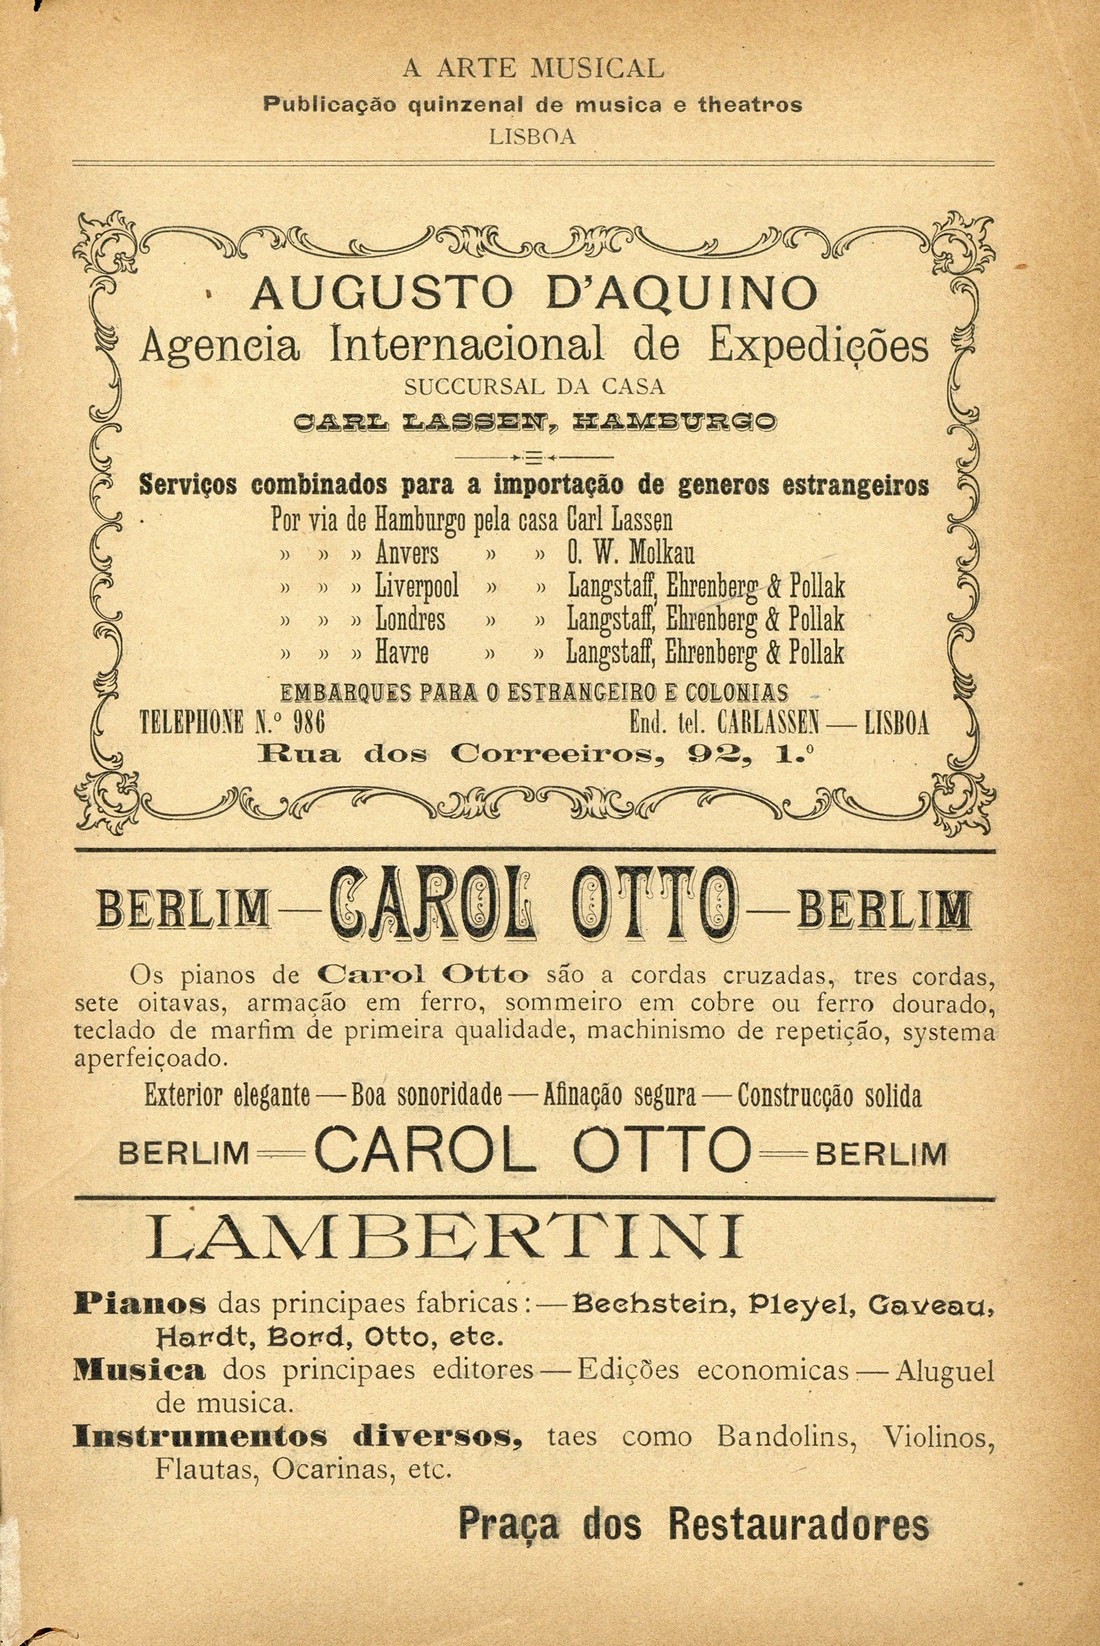 A ARTE MUSICAL
Publicação quinzenal de musica e theatros
LISBOA
AUGUSTO D'AQUINO
Agencia Internacional de Expedições
SUCCURSAL DA CASA
CARL LASSEN, HAMBURGO
Serviços combinados para a importação de generos estrangeiros
Por via de Hamburgo pela casa Carl Lassen
» » » Anvers » » O. W. Molkau
» » » Liverpool » » Langstaff, Ehrenberg & Pollak
» » » Londres » » Langstaff, Ehrenberg & Pollak
» » » Havre » » Langstaff, Ehrenberg & Pollak
EMBARQUES PARA O ESTRANGEIRO E COLONIAS
TELEPHONE N.º 986 End. tel. CARLASSEN — LISBOA
Rua dos Correeiros, 92, 1.º
BERLIM — CAROL OTTO — BERLIM
Os pianos de Carol Otto são a cordas cruzadas, tres cordas,
sete oitavas, armação em ferro, sommeiro em cobre ou ferro dourado,
teclado de marfim de primeira qualidade, machinismo de repetição, systema
aperfeiçoado.
Exterior elegante — Boa sonoridade — Afinação segura — Construcção solida
BERLIM = CAROL OTTO = BERLIM
LAMBERTINI
Pianos das principaes fabricas: — Bechstein, Pleyel, Gaveau,
Hardt, Bord, Otto, etc.
Musica dos principaes editores — Edições economicas — Aluguel
de musica.
Instrumentos diversos, taes como Bandolins, Violinos,
Flautas, Ocarinas, etc.
Praça dos Restauradores